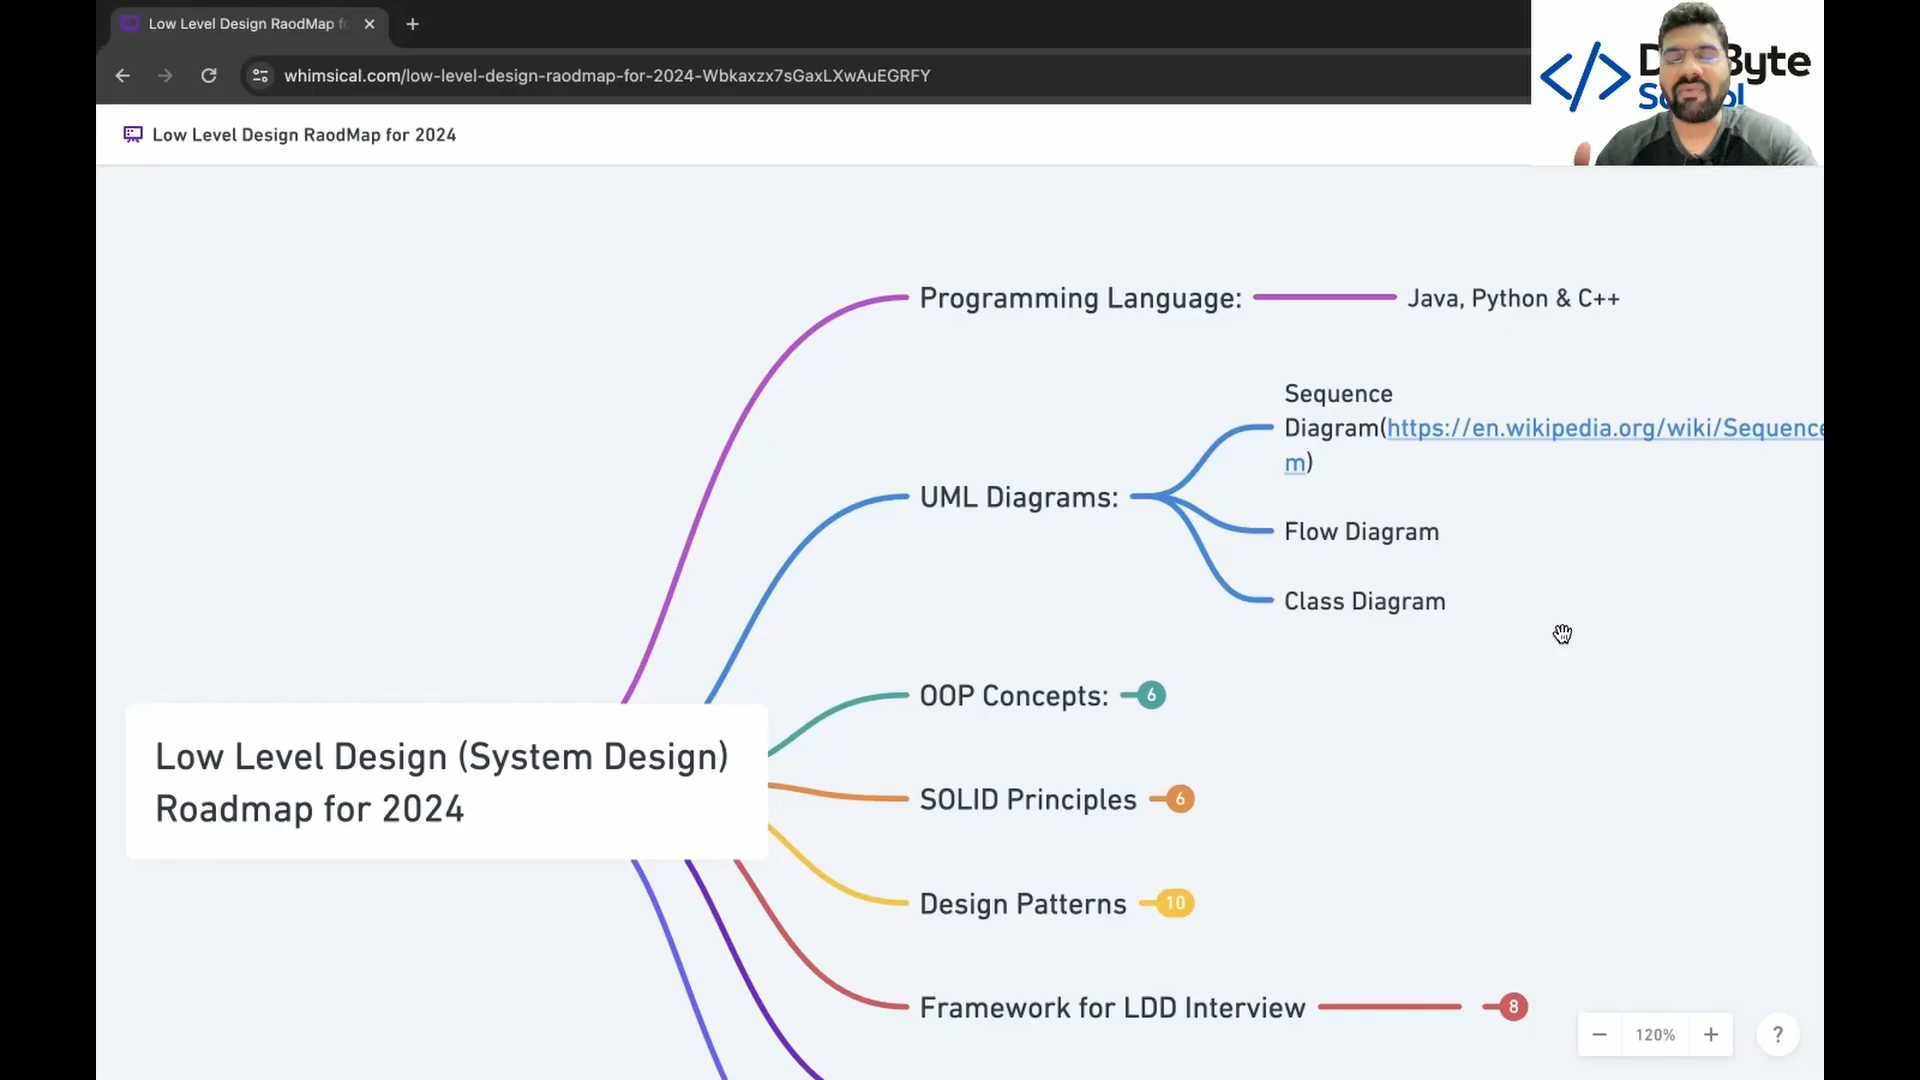 Low Level Design RaodMap f
whimsical.com/low-level-design-raodmap-for-2024-Wbkaxzx7sGaxLXwAuEGRFY
Byte
Low Level Design RaodMap for 2024
Programming Language:
Java, Python & C++
Sequence
Diagram(https://en.wikipedia.org/wiki/Sequence
m)
UML Diagrams:
Flow Diagram
Class Diagram
OOP Concepts:
6
Low Level Design (System Design)
Roadmap for 2024
SOLID Principles
6
Design Patterns
10
Framework for LDD Interview
8
120%
?